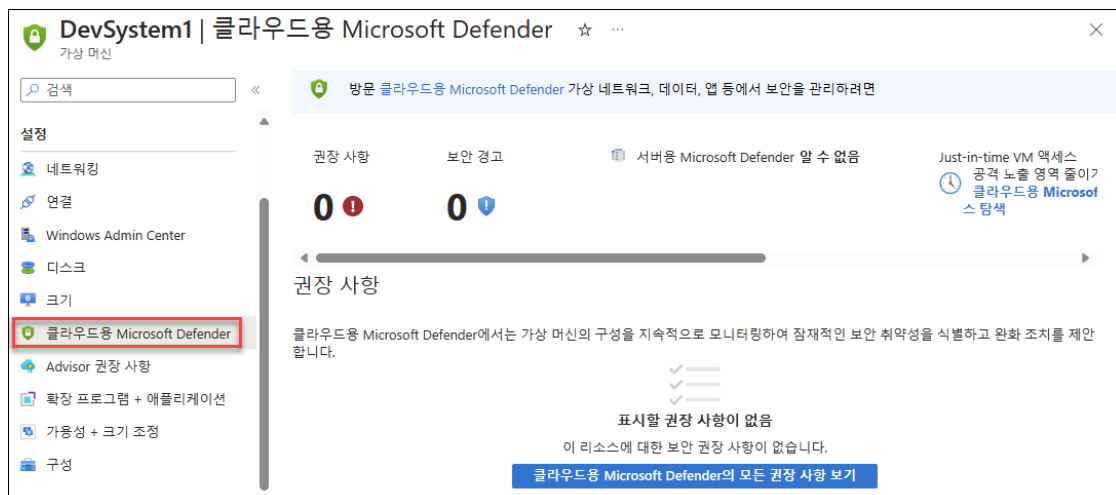 DevSystem1 | 클라우드용 Microsoft Defender ☆ ···
가상 머신
검색
방문 클라우드용 Microsoft Defender 가상 네트워크, 데이터, 앱 등에서 보안을 관리하려면
설정
네트워킹
연결
Windows Admin Center
디스크
크기
클라우드용 Microsoft Defender
Advisor 권장 사항
확장 프로그램 + 애플리케이션
가용성 + 크기 조정
구성
권장 사항
0
보안 경고
0
서버용 Microsoft Defender 알 수 없음
Just-in-time VM 액세스
공격 노출 영역 줄이기
클라우드용 Microsof
스 탐색
권장 사항
클라우드용 Microsoft Defender에서는 가상 머신의 구성을 지속적으로 모니터링하여 잠재적인 보안 취약성을 식별하고 완화 조치를 제안
합니다.
표시할 권장 사항이 없음
이 리소스에 대한 보안 권장 사항이 없습니다.
클라우드용 Microsoft Defender의 모든 권장 사항 보기